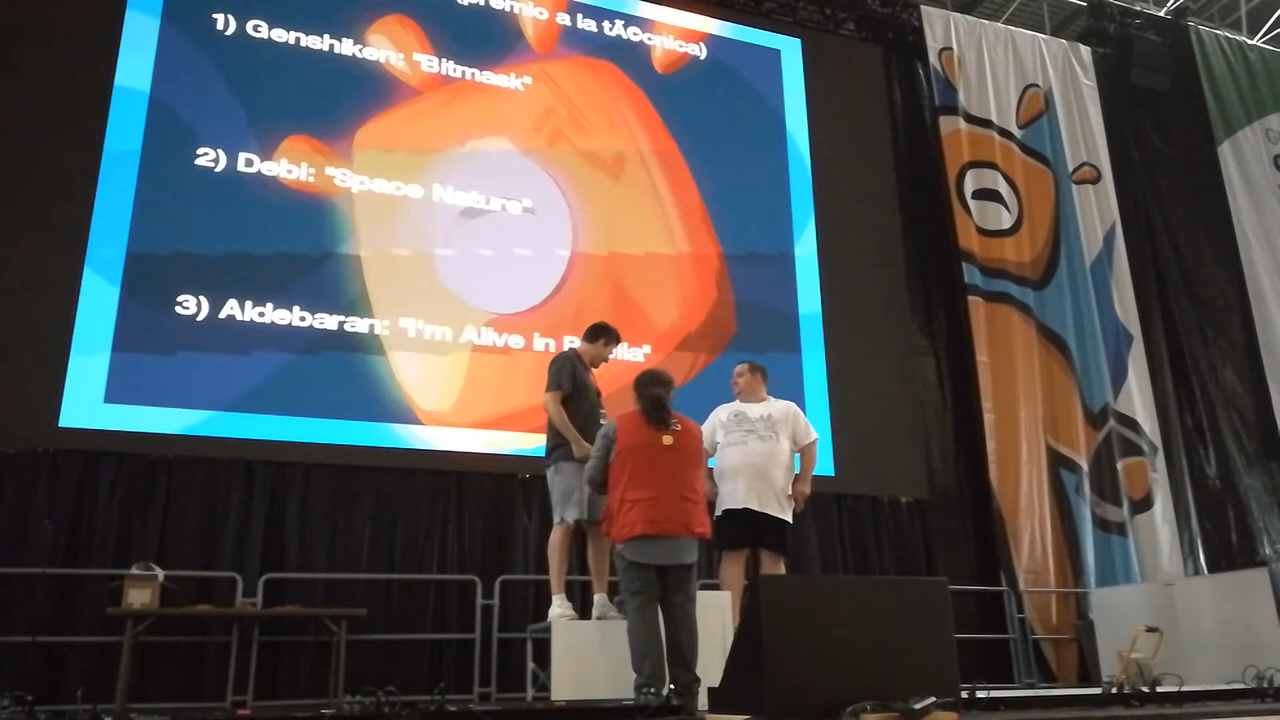 (premio a la tÃ©cnica)
1) Genshiken: "Bitmask"
2) Debi: "Space Nature"
3) Aldebaran: "I'm Alive in